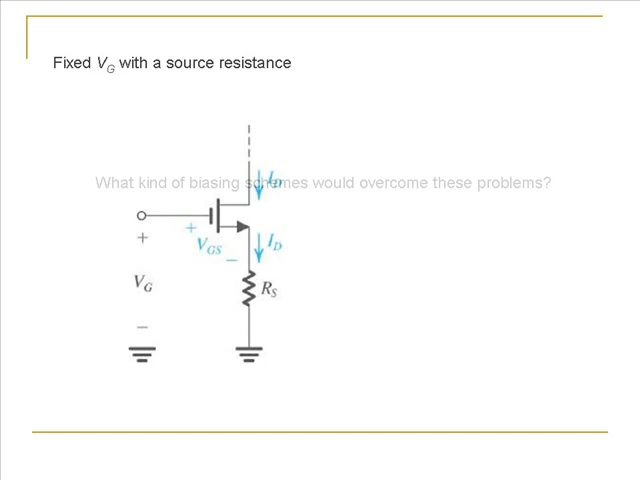 Fixed VG with a source resistance
What kind of biasing schemes would overcome these problems?
ID
+
+
VGS
−
ID
VG
RS
−